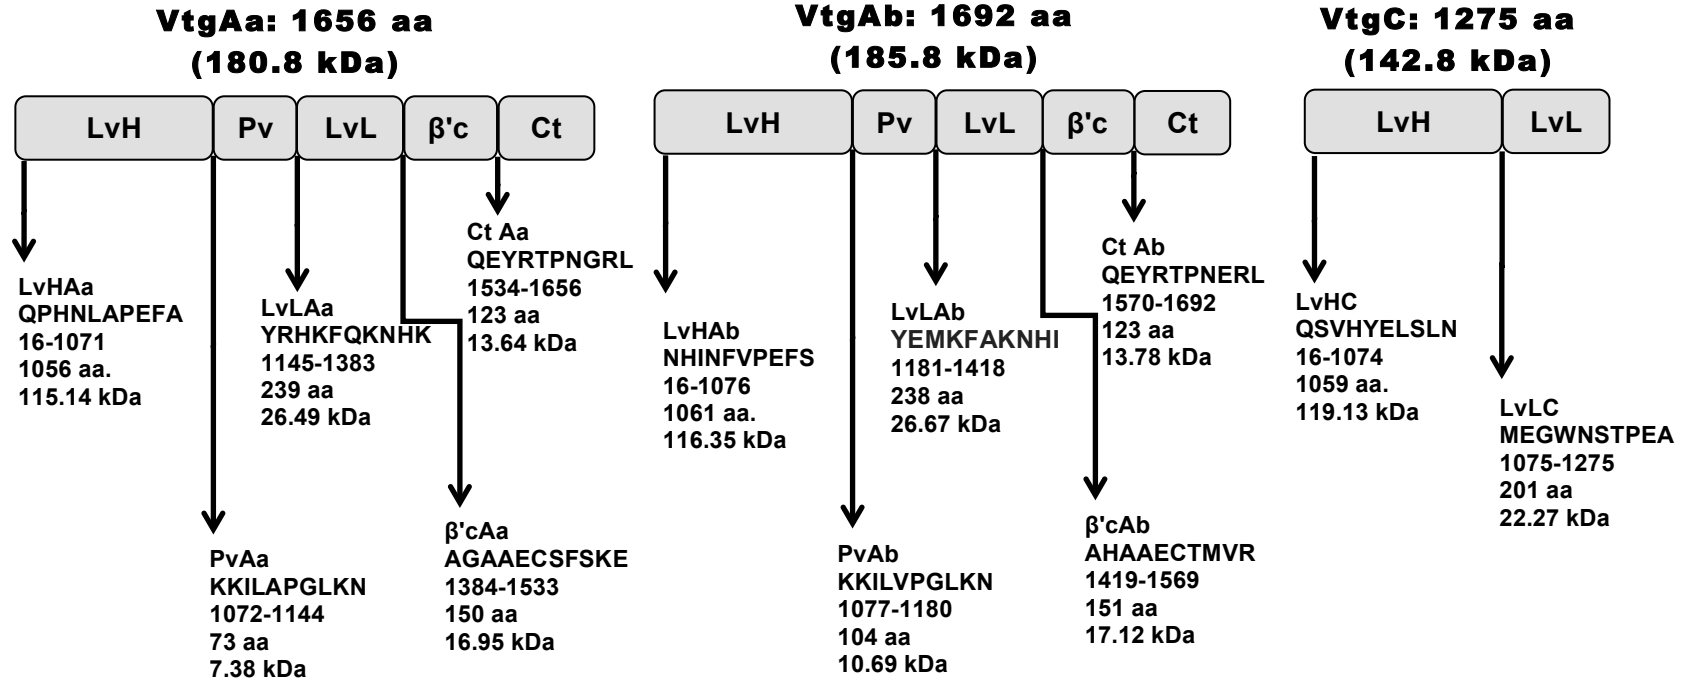 VtgAa: 1656 aa
(180.8 kDa)
LvH
Pv
LvL
β'c
Ct
LvHAa
QPHNLAPEFA
16-1071
1056 aa.
115.14 kDa
PvAa
KKILAPGLKN
1072-1144
73 aa
7.38 kDa
LvLAa
YRHKFQKNHK
1145-1383
239 aa
26.49 kDa
β'cAa
AGAAECSFSKE
1384-1533
150 aa
16.95 kDa
Ct Aa
QEYRTPNGRL
1534-1656
123 aa
13.64 kDa
VtgAb: 1692 aa
(185.8 kDa)
LvH
Pv
LvL
β'c
Ct
LvHAb
NHINFVPEFS
16-1076
1061 aa.
116.35 kDa
PvAb
KKILVPGLKN
1077-1180
104 aa
10.69 kDa
LvLAb
YEMKFAKNHI
1181-1418
238 aa
26.67 kDa
β'cAb
AHAAECTMVR
1419-1569
151 aa
17.12 kDa
Ct Ab
QEYRTPNERL
1570-1692
123 aa
13.78 kDa
VtgC: 1275 aa
(142.8 kDa)
LvH
LvL
LvHC
QSVHYELSLN
16-1074
1059 aa.
119.13 kDa
LvLC
MEGWNSTPEA
1075-1275
201 aa
22.27 kDa